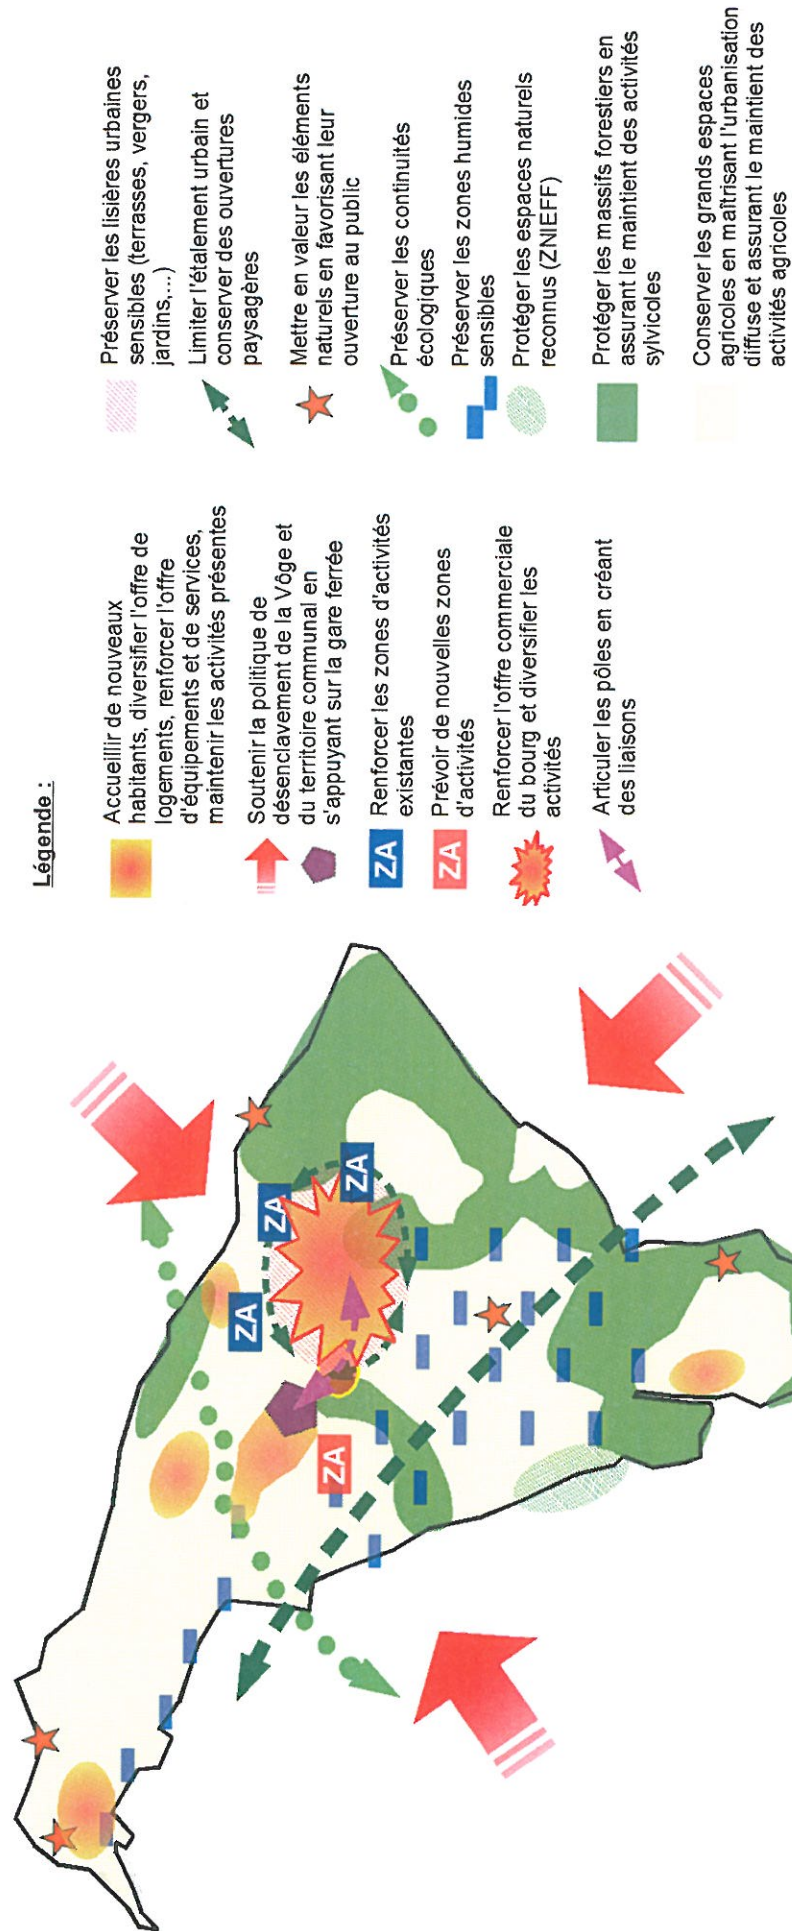 Légende :
Accueillir de nouveaux
habitants, diversifier l'offre de
logements, renforcer l'offre
d'équipements et de services,
maintenir les activités présentes
Soutenir la politique de
désenclavement de la Vôge et
du territoire communal en
s'appuyant sur la gare ferrée
ZA
Renforcer les zones d'activités
existantes
ZA
Prévoir de nouvelles zones
d'activités
Renforcer l'offre commerciale
du bourg et diversifier les
activités
Articuler les pôles en créant
des liaisons
Préserver les lisières urbaines
sensibles (terrasses, vergers,
jardins,...)
Limiter l'étalement urbain et
conserver des ouvertures
paysagères
Mettre en valeur les éléments
naturels en favorisant leur
ouverture au public
Préserver les continuités
écologiques
Préserver les zones humides
sensibles
Protéger les espaces naturels
reconnus (ZNIEFF)
Protéger les massifs forestiers en
assurant le maintient des activités
sylvicoles
Conserver les grands espaces
agricoles en maîtrisant l'urbanisation
diffuse et assurant le maintient des
activités agricoles
ZA
ZA
ZA
ZA